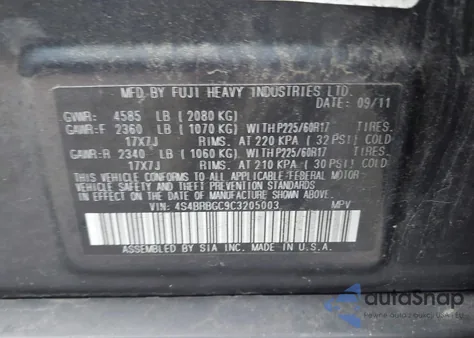 MFD. BY FUJI HEAVY INDUSTRIES LTD.
DATE: 09/11
GVWR: 4585 LB (2080 KG)
GAWR:F 2360 LB (1070 KG) WITH P225/60R17 TIRES.
17X7J RIMS. AT 220 KPA (32 PSI) COLD
GAWR:R 2340 LB (1060 KG) WITH P225/60R17 TIRES.
17X7J RIMS. AT 210 KPA (30 PSI) COLD
THIS VEHICLE CONFORMS TO ALL APPLICABLE FEDERAL MOTOR
VEHICLE SAFETY, BUMPER, AND THEFT PREVENTION STANDARDS
IN EFFECT ON THE DATE OF MANUFACTURE SHOWN ABOVE.
VIN: 4S4BRBGC9C3205003 MPV
ASSEMBLED BY SIA INC. MADE IN U.S.A.
autoSnap